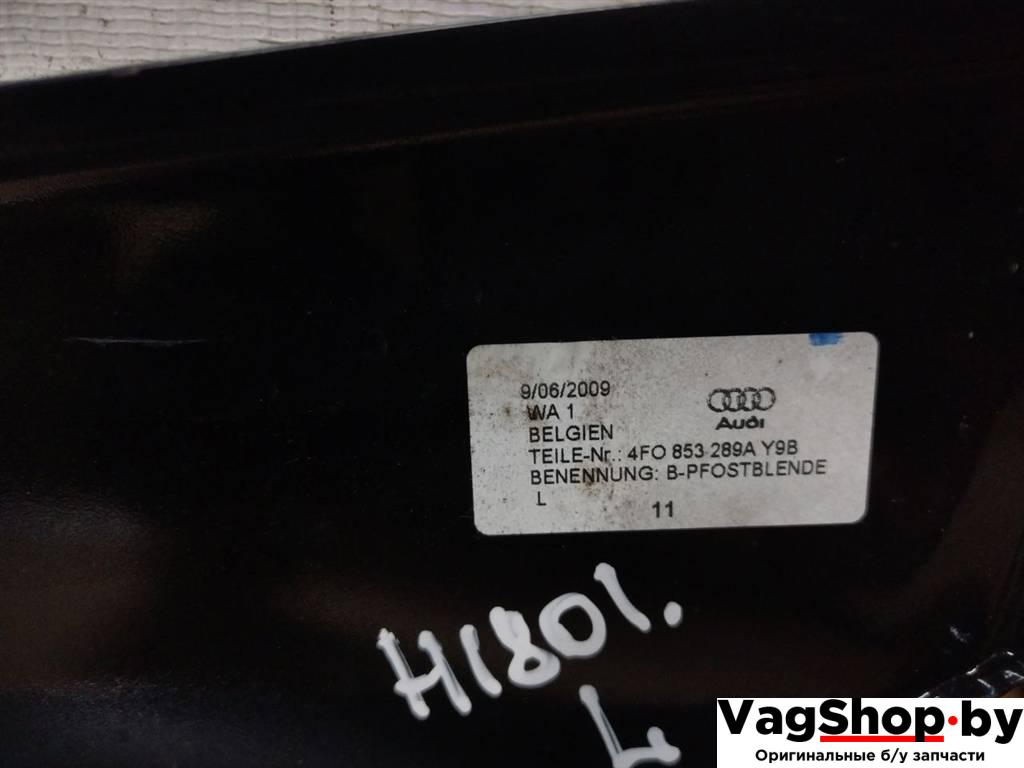 9/06/2009
WA 1
BELGIEN
Audi
TEILE-Nr.: 4FO 853 289A Y9B
BENENNUNG: B-PFOSTBLENDE
L
11
H1801.
L
VagShop.by
Оригинальные б/у запчасти